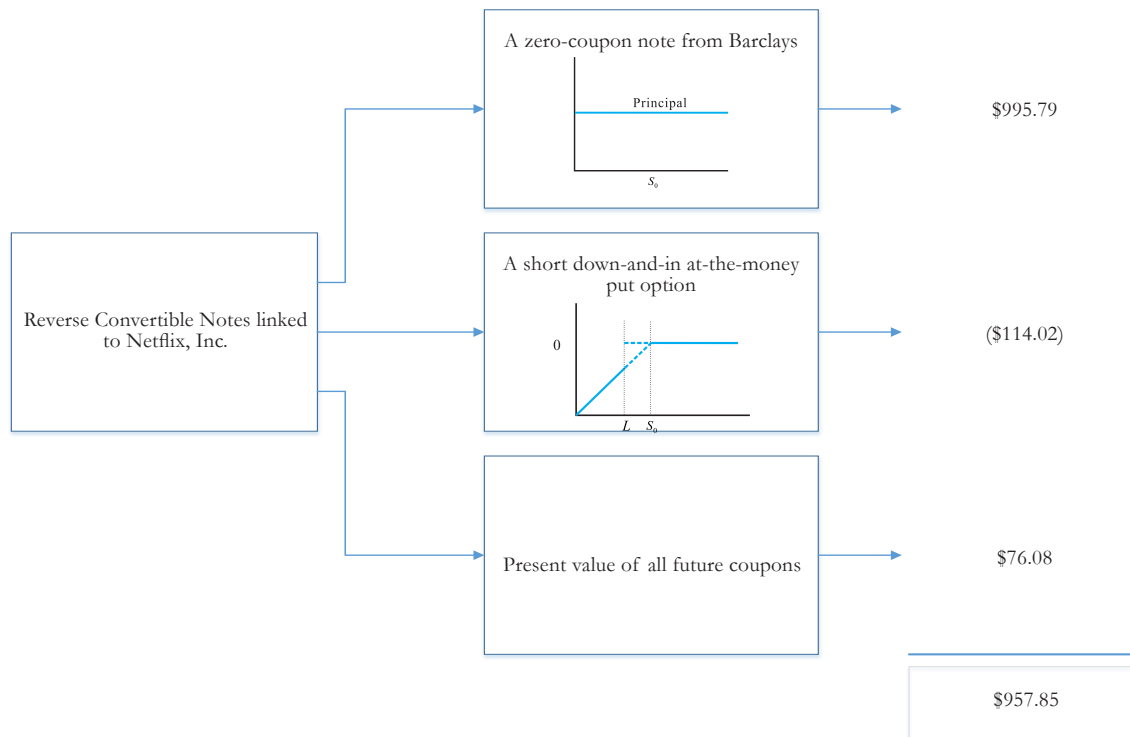 A zero-coupon note from Barclays
Principal
S₀
$995.79
Reverse Convertible Notes linked
to Netflix, Inc.
A short down-and-in at-the-money
put option
0
L S₀
($114.02)
Present value of all future coupons
$76.08
$957.85